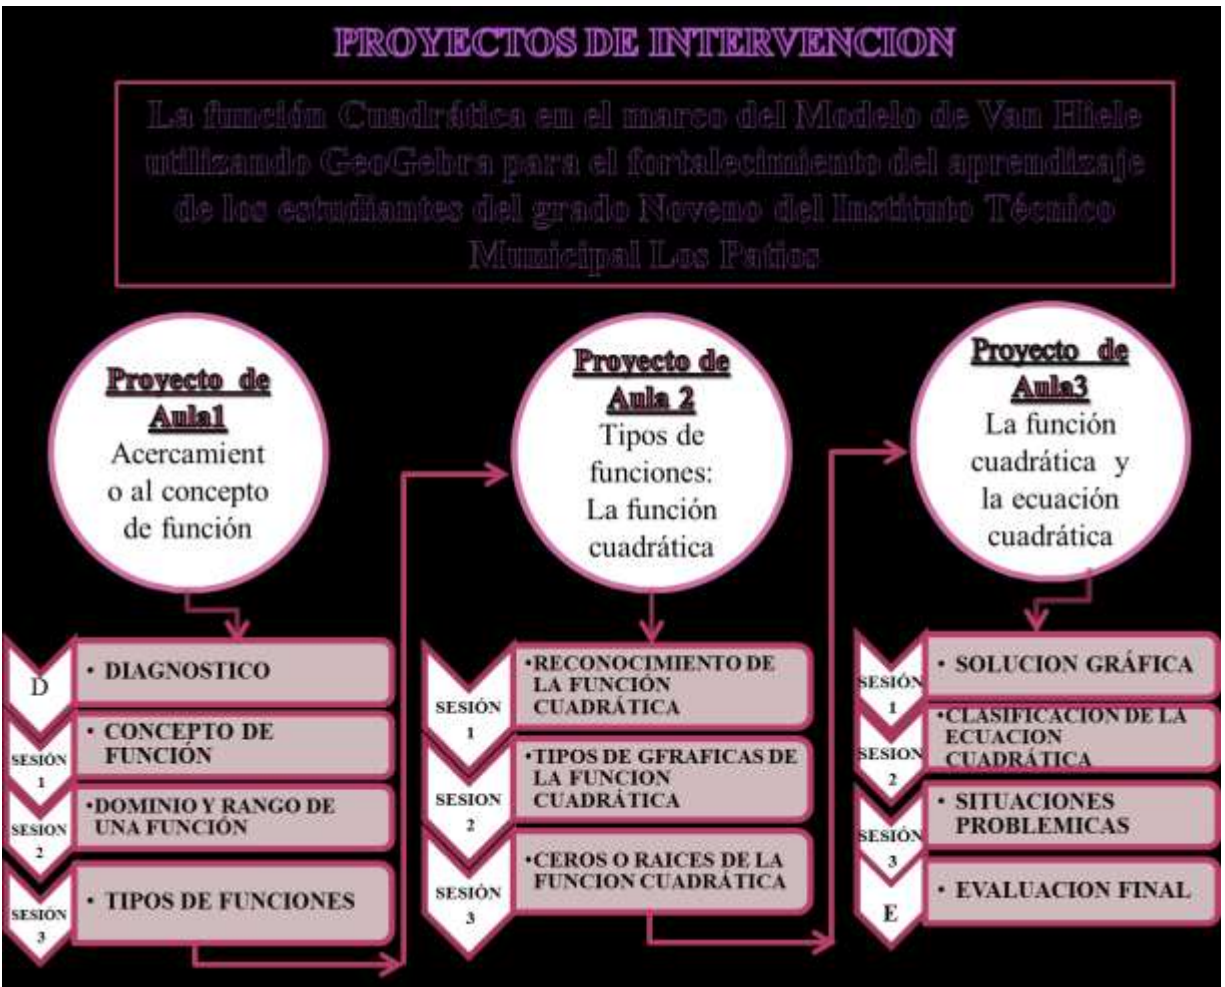 PROYECTOS DE INTERVENCION
La función Cuadrática en el marco del Modelo de Van Hiele
utilizando GeoGebra para el fortalecimiento del aprendizaje
de los estudiantes del grado Noveno del Instituto Técnico
Municipal Los Patios
Proyecto de
Aula1
Acercamient
o al concepto
de función
D
• DIAGNOSTICO
SESIÓN
1
• CONCEPTO DE
FUNCIÓN
SESION
2
•DOMINIO Y RANGO DE
UNA FUNCIÓN
SESIÓN
3
• TIPOS DE FUNCIONES
Proyecto de
Aula 2
Tipos de
funciones:
La función
cuadrática
SESIÓN
1
•RECONOCIMIENTO DE
LA FUNCIÓN
CUADRÁTICA
SESION
2
•TIPOS DE GFRAFICAS DE
LA FUNCION
CUADRÁTICA
SESIÓN
3
•CEROS O RAICES DE LA
FUNCION CUADRÁTICA
Proyecto de
Aula3
La función
cuadrática y
la ecuación
cuadrática
SESIÓN
1
• SOLUCION GRÁFICA
SESION
2
•CLASIFICACION DE LA
ECUACION
CUADRÁTICA
SESIÓN
3
• SITUACIONES
PROBLEMICAS
E
• EVALUACION FINAL